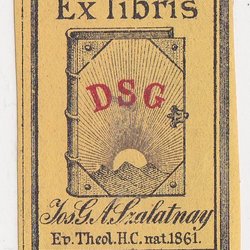 Ex libris
DSG
Jos. G. A. Szalatnay
Ev. Theol. H.C. nat. 1861.